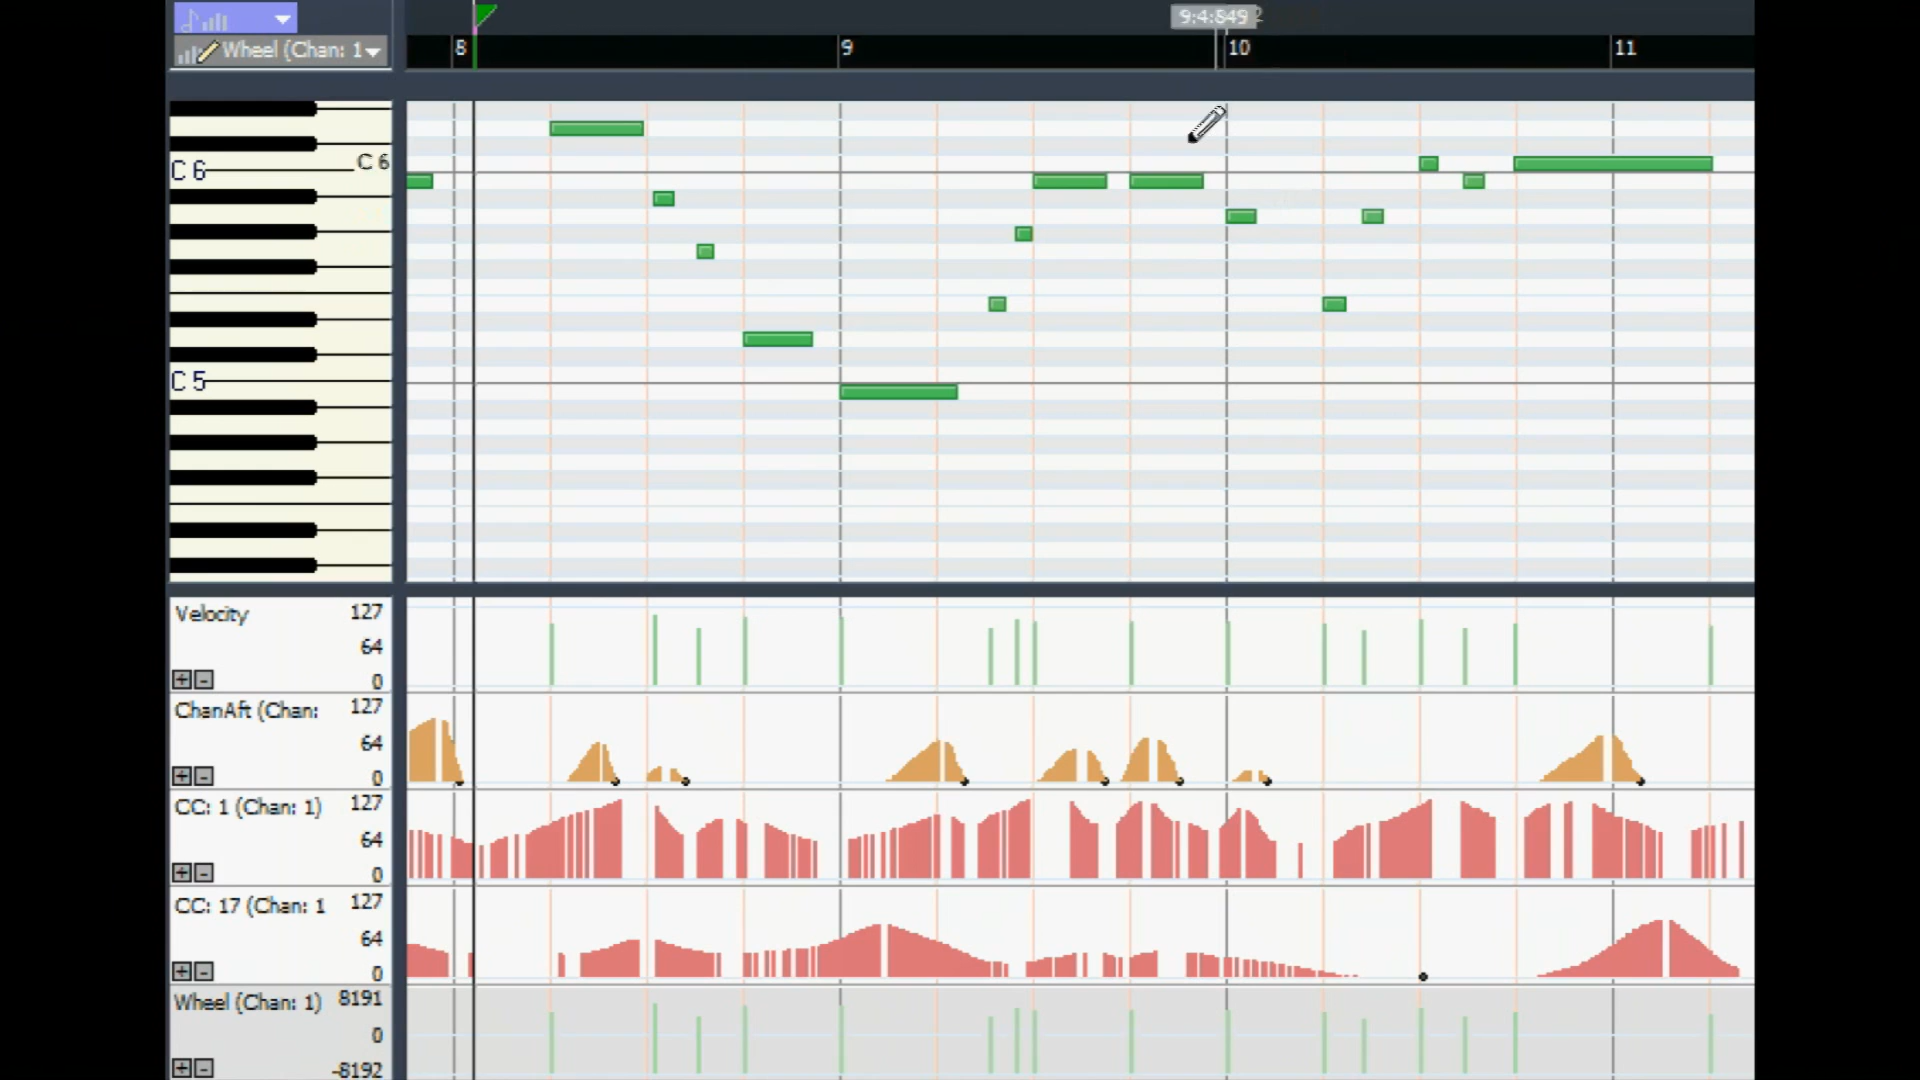 9:4:849
Wheel (Chan: 1
8
9
10
11
C 6
C 6
C 5
Velocity
127
64
0
+ -
ChanAft (Chan:
127
64
0
+ -
CC: 1 (Chan: 1)
127
64
0
+ -
CC: 17 (Chan: 1
127
64
0
+ -
Wheel (Chan: 1)
8191
0
-8192
+ -